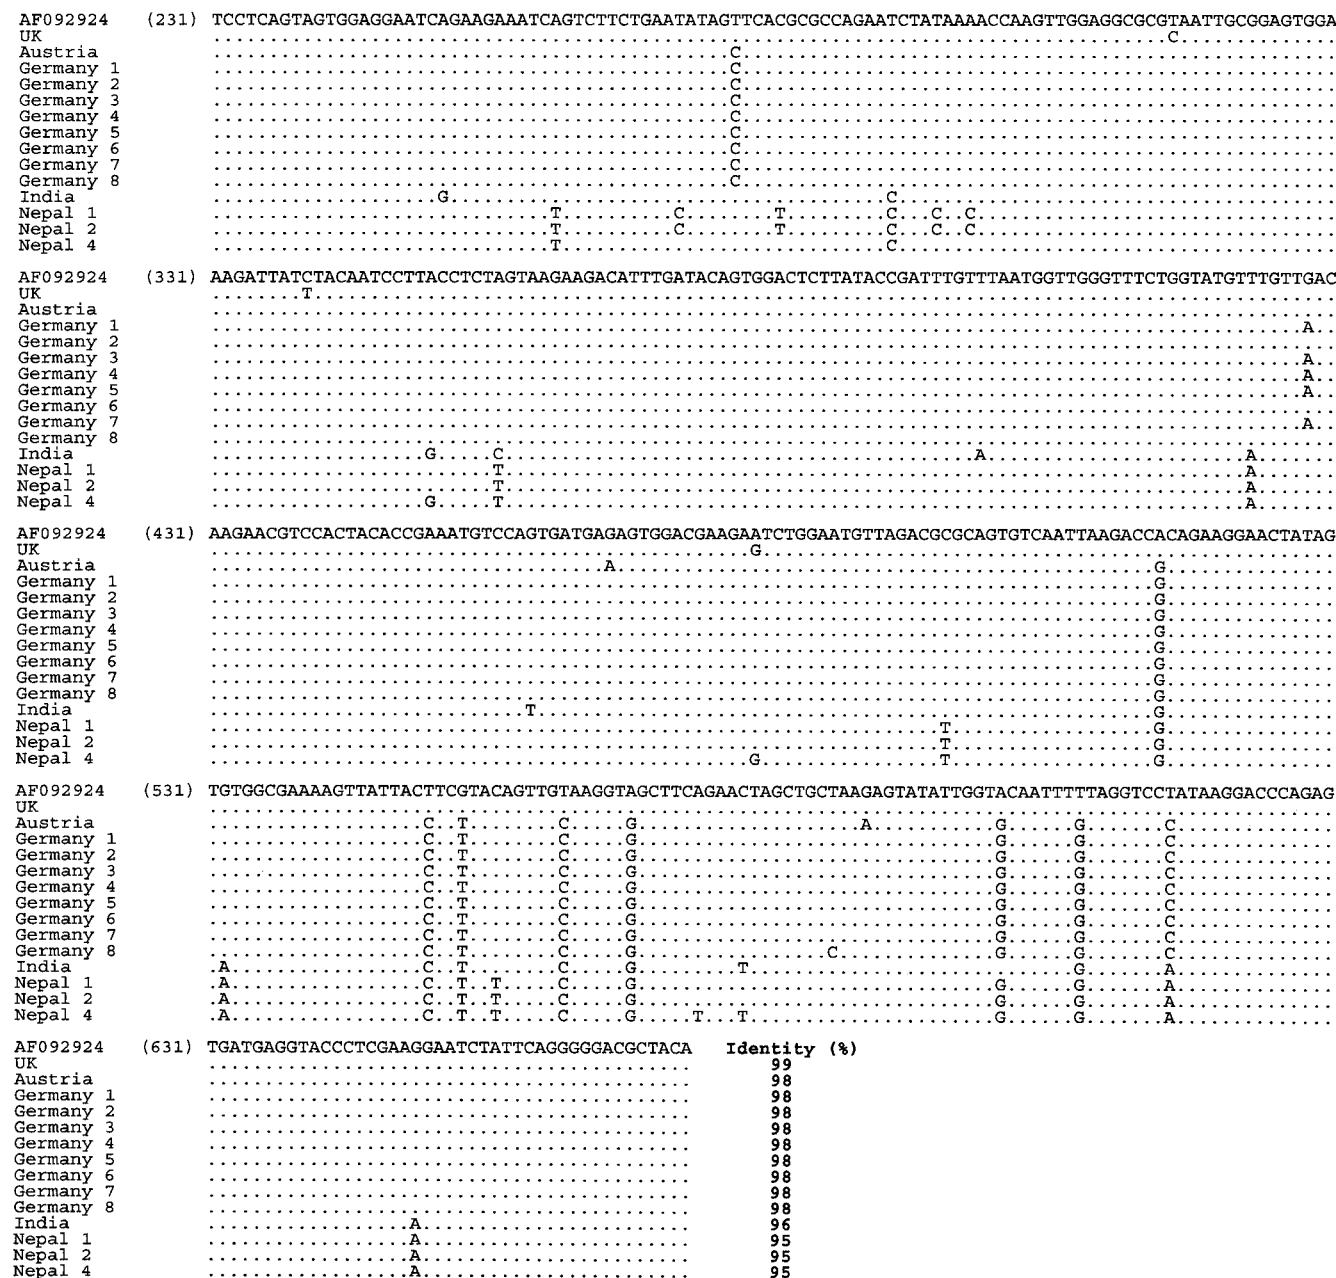 AF092924 (231) TCCTCAGTAGTGGAGGAATCAGAAGAAATCAGTCTTCTGAATATAGTTCACGCGCCAGAATCTATAAAACCAAGTTGGAGGCGCGTAATTGCGGAGTGGA
UK .....................................................................................C..............
Austria ..............................................C.....................................................
Germany 1 ..............................................C.....................................................
Germany 2 ..............................................C.....................................................
Germany 3 ..............................................C.....................................................
Germany 4 ..............................................C.....................................................
Germany 5 ..............................................C.....................................................
Germany 6 ..............................................C.....................................................
Germany 7 ..............................................C.....................................................
Germany 8 ..............................................C.....................................................
India ....................G.......................................C.......................................
Nepal 1 ..............................T..........C........T.........C...C..C................................
Nepal 2 ..............................T..........C........T.........C...C..C................................
Nepal 4 ..............................T.............................C.......................................
AF092924 (331) AAGATTATCTACAATCCTTACCTCTAGTAAGAAGACATTTGATACAGTGGACTCTTATACCGATTTGTTTAATGGTTGGGTTTCTGGTATGTTTGTTGAC
UK ........T...........................................................................................
Austria ....................................................................................................
Germany 1 .................................................................................................A..
Germany 2 ....................................................................................................
Germany 3 .................................................................................................A..
Germany 4 .................................................................................................A..
Germany 5 .................................................................................................A..
Germany 6 ....................................................................................................
Germany 7 .................................................................................................A..
Germany 8 ....................................................................................................
India ...................G.....C..........................................A.......................A.......
Nepal 1 .........................T..................................................................A.......
Nepal 2 .........................T..................................................................A.......
Nepal 4 ...................G.....T..................................................................A.......
AF092924 (431) AAGAACGTCCACTACACCGAAATGTCCAGTGATGAGAGTGGACGAAGAATCTGGAATGTTAGACGCGCAGTGTCAATTAAGACCACAGAAGGAACTATAG
UK ................................................G...................................................
Austria ...................................A................................................G...............
Germany 1 ....................................................................................G...............
Germany 2 ....................................................................................G...............
Germany 3 ....................................................................................G...............
Germany 4 ....................................................................................G...............
Germany 5 ....................................................................................G...............
Germany 6 ....................................................................................G...............
Germany 7 ....................................................................................G...............
Germany 8 ....................................................................................G...............
India ............................T.......................................................G...............
Nepal 1 .................................................................T..................G...............
Nepal 2 .................................................................T..................G...............
Nepal 4 ................................................G................T..................G...............
AF092924 (531) TGTGGCGAAAAGTTATTACTTCGTACAGTTGTAAGGTAGCTTCAGAACTAGCTGCTAAGAGTATATTGGTACAATTTTTAGGTCCTATAAGGACCCAGAG
UK ....................................................................................................
Austria ...................C..T........C.....G....................A...........G......G.......C..............
Germany 1 ...................C..T........C.....G................................G......G.......C..............
Germany 2 ...................C..T........C.....G................................G......G.......C..............
Germany 3 ...................C..T........C.....G................................G......G.......C..............
Germany 4 ...................C..T........C.....G................................G......G.......C..............
Germany 5 ...................C..T........C.....G................................G......G.......C..............
Germany 6 ...................C..T........C.....G................................G......G.......C..............
Germany 7 ...................C..T........C.....G................................G......G.......C..............
Germany 8 ...................C..T........C.....G.................C..............G......G.......C..............
India .A.................C..T........C.....G.........T.............................G.......A..............
Nepal 1 .A.................C..T..T.....C.....G................................G......G.......A..............
Nepal 2 .A.................C..T..T.....C.....G................................G......G.......A..............
Nepal 4 .A.................C..T..T.....C.....G.....T...T......................G......G.......A..............
AF092924 (631) TGATGAGGTACCCTCGAAGGAATCTATTCAGGGGGACGCTACA Identity (%)
UK ........................................... 99
Austria ........................................... 98
Germany 1 ........................................... 98
Germany 2 ........................................... 98
Germany 3 ........................................... 98
Germany 4 ........................................... 98
Germany 5 ........................................... 98
Germany 6 ........................................... 98
Germany 7 ........................................... 98
Germany 8 ........................................... 98
India ..................A........................ 96
Nepal 1 ..................A........................ 95
Nepal 2 ..................A........................ 95
Nepal 4 ..................A........................ 95